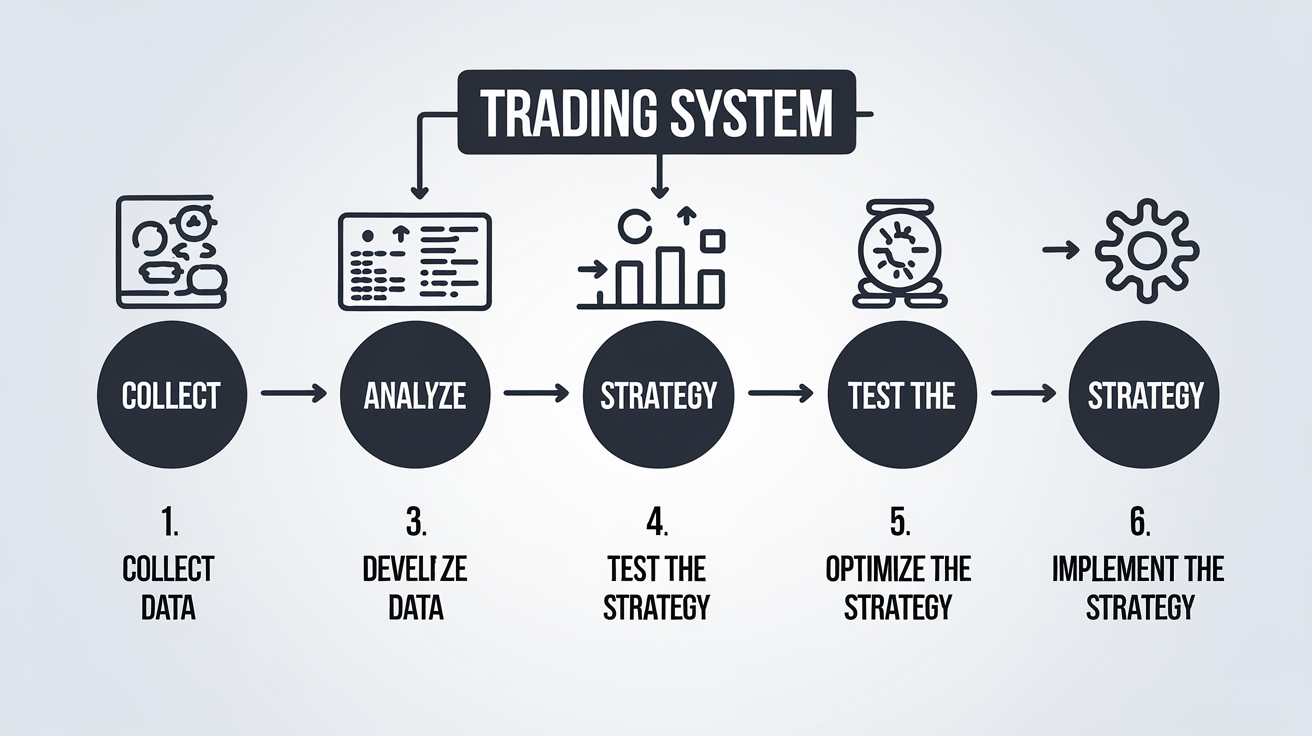 TRADING SYSTEM
COLLECT
ANALYZE
STRATEGY
TEST THE
STRATEGY
1.
COLLECT
DATA
3.
DEVELIZE
DATA
4.
TEST THE
STRATEGY
5.
OPTIMIZE THE
STRATEGY
6.
IMPLEMENT THE
STRATEGY